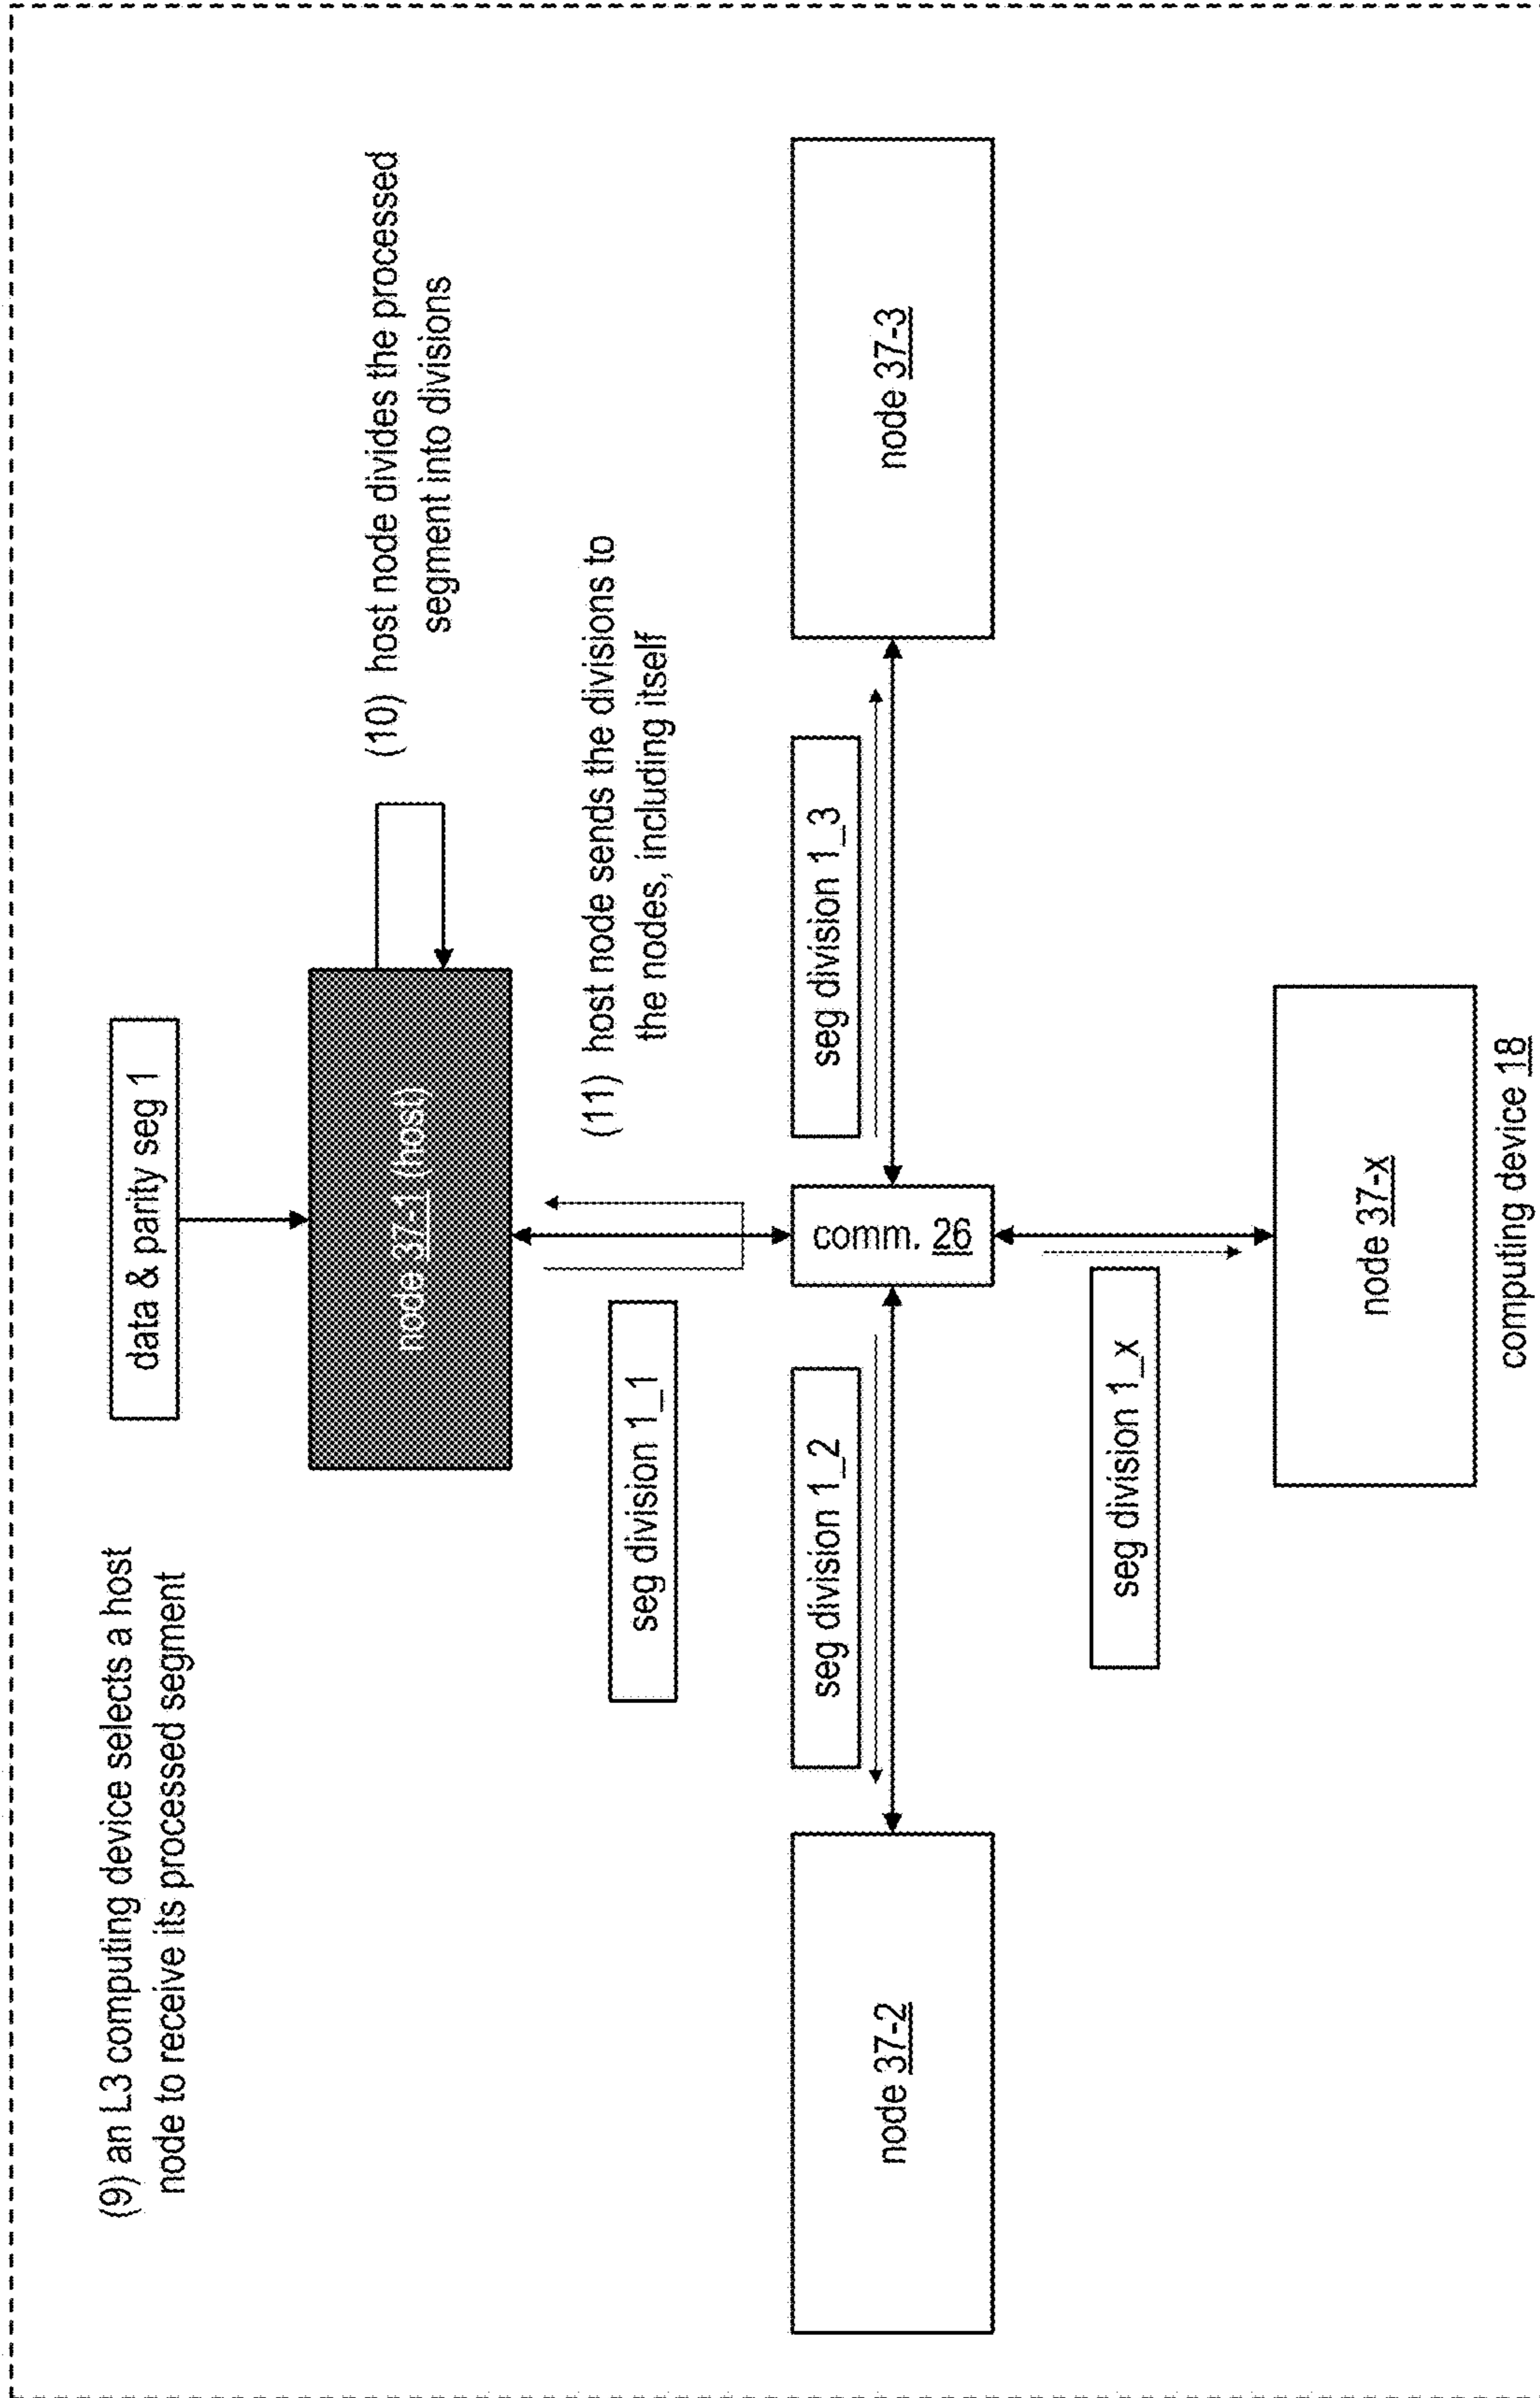 (9) an L3 computing device selects a host
node to receive its processed segment
data & parity seg 1
node 37-1 (host)
(10) host node divides the processed
segment into divisions
(11) host node sends the divisions to
the nodes, including itself
seg division 1_1
seg division 1_2
seg division 1_3
node 37-2
comm. 26
node 37-3
seg division 1_x
node 37-x
computing device 18